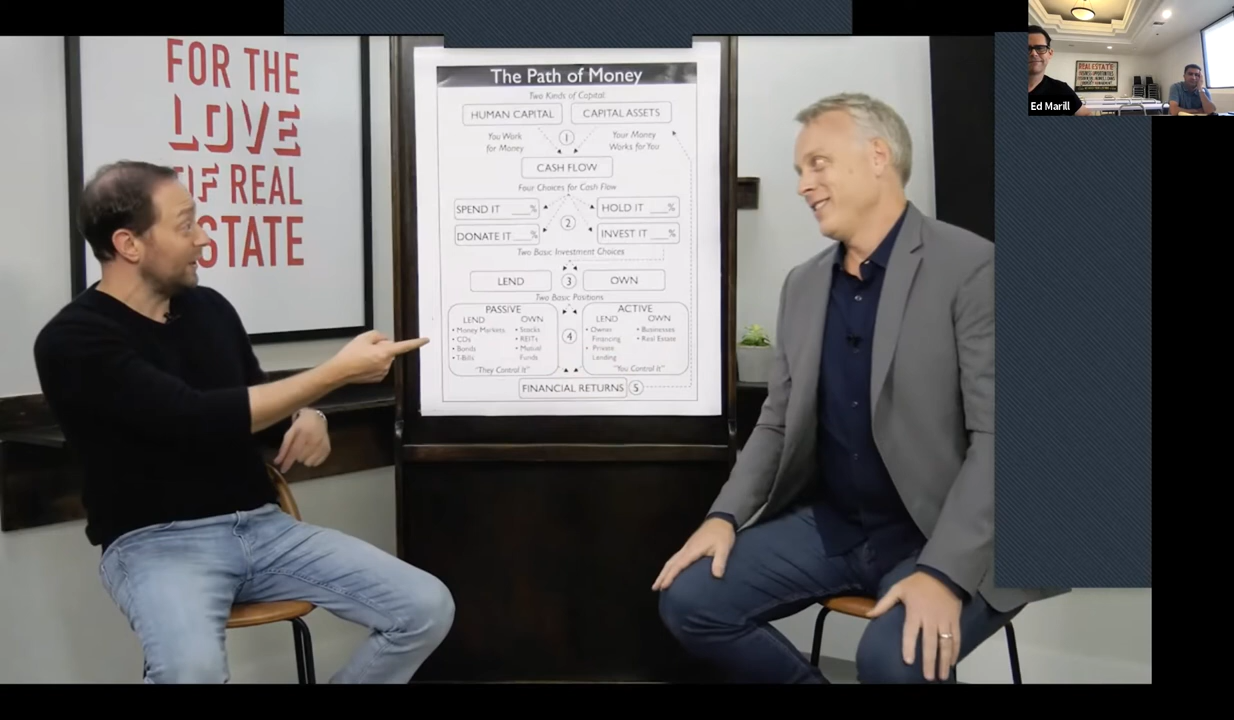 FOR THE
LOVE
OF REAL
ESTATE
The Path of Money
Two Kinds of Capital:
HUMAN CAPITAL
CAPITAL ASSETS
You Work
for Money
1
Your Money
Works for You
CASH FLOW
Four Choices for Cash Flow
SPEND IT ___%
HOLD IT ___%
2
DONATE IT ___%
INVEST IT ___%
Two Basic Investment Choices
LEND
3
OWN
Two Basic Positions
PASSIVE
LEND
• Money Markets
• CDs
• Bonds
• T-Bills
OWN
• Stocks
• REITs
• Mutual
Funds
"They Control It"
4
ACTIVE
LEND
• Owner
Financing
• Private
Lending
OWN
• Businesses
• Real Estate
"You Control It"
FINANCIAL RETURNS
5
REAL ESTATE
Ed Marill